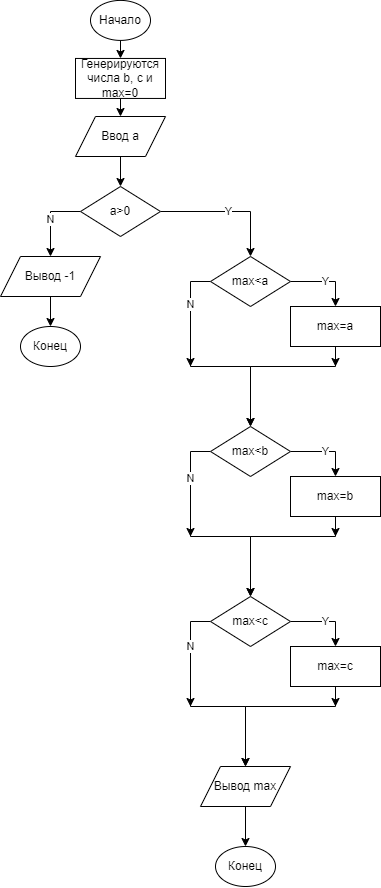 Начало
Генерируются
числа b, c и
max=0
Ввод a
a>0
N
Y
Вывод -1
Конец
max<a
Y
N
max=a
max<b
Y
N
max=b
max<c
Y
N
max=c
Вывод max
Конец